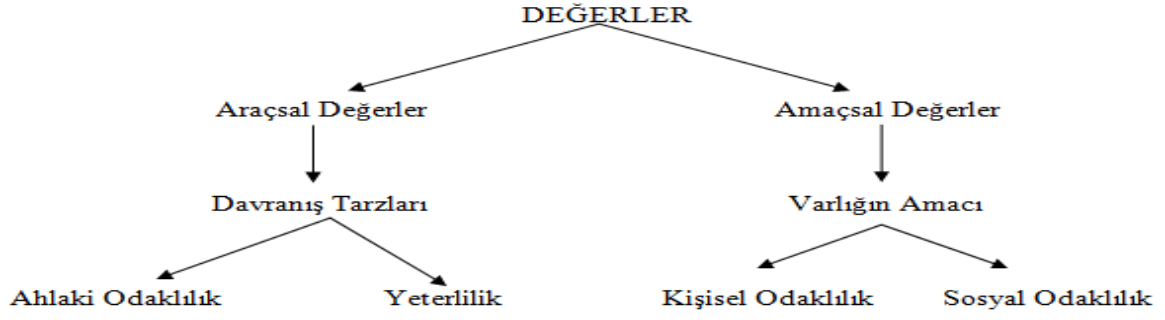 DEĞERLER
Araçsal Değerler Amaçsal Değerler
Davranış Tarzları Varlığın Amacı
Ahlaki Odaklılık Yeterlilik Kişisel Odaklılık Sosyal Odaklılık